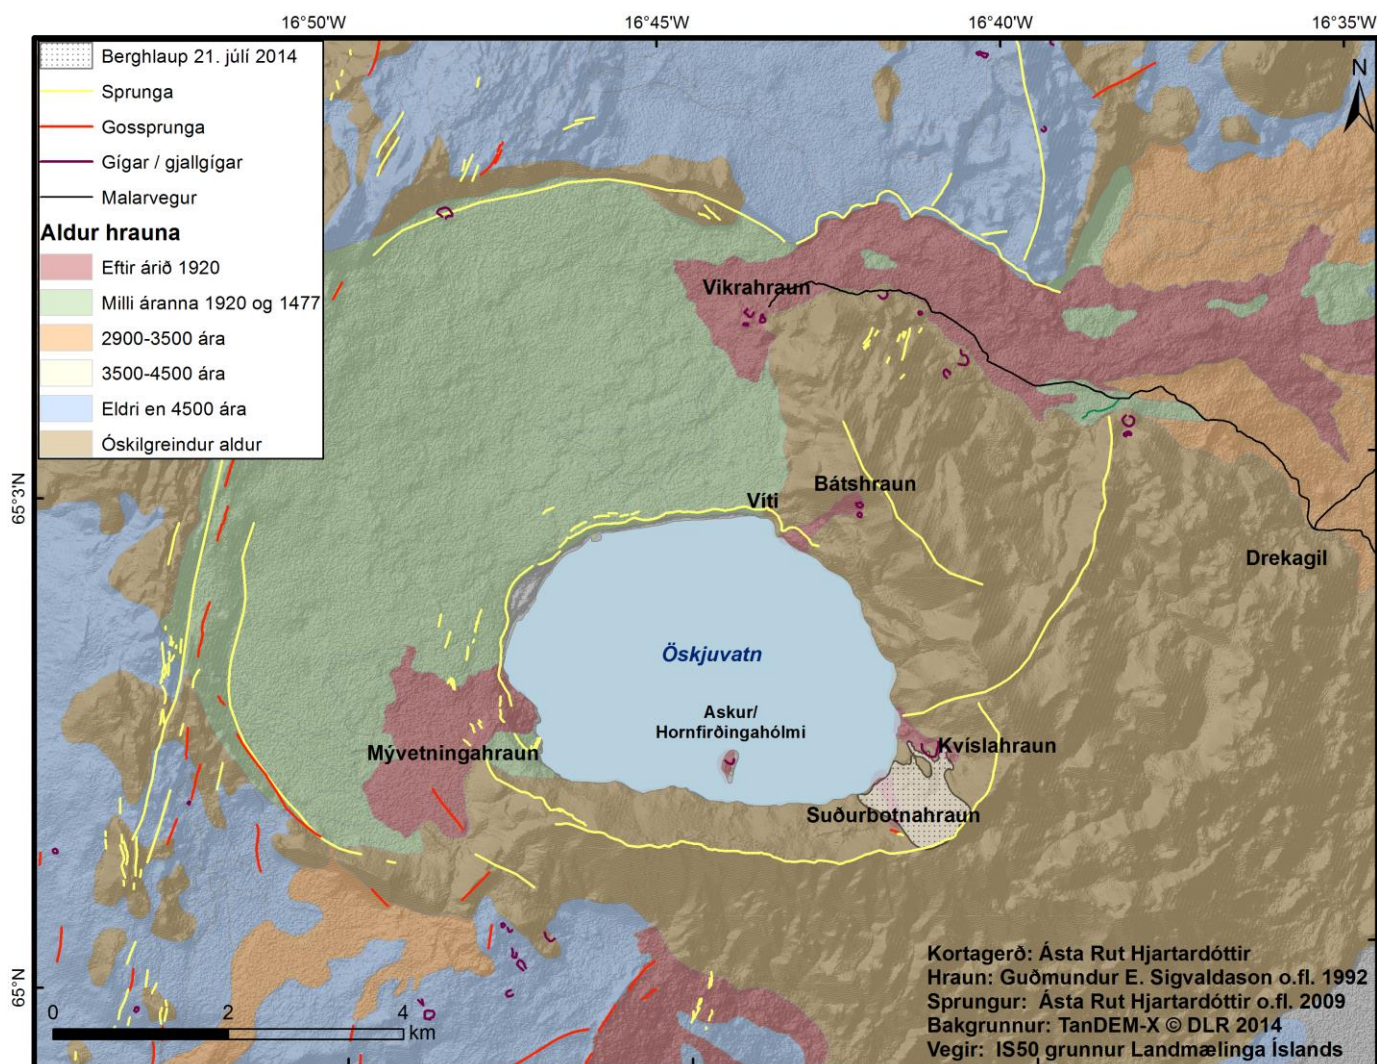 16°50'W
16°45'W
16°40'W
16°35'W
Berghlaup 21. júlí 2014
Sprunga
Gossprunga
Gígar / gjallgígar
Malarvegur
Aldur hrauna
Eftir árið 1920
Milli áranna 1920 og 1477
2900-3500 ára
3500-4500 ára
Eldri en 4500 ára
Óskilgreindur aldur
N
Vikrahraun
65°3'N
Bátshraun
Víti
Drekagil
Öskjuvatn
Askur/
Hornfirðingahólmi
Mývetningahraun
Kvíslahraun
Suðurbotnahraun
65°N
0 2 4
km
Kortagerð: Ásta Rut Hjartardóttir
Hraun: Guðmundur E. Sigvaldason o.fl. 1992
Sprungur: Ásta Rut Hjartardóttir o.fl. 2009
Bakgrunnur: TanDEM-X © DLR 2014
Vegir: IS50 grunnur Landmælinga Íslands